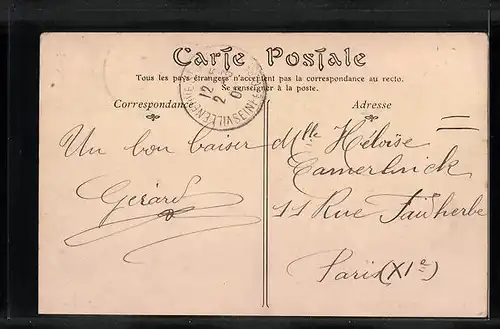 Carte Postale
Tous les pays étrangers n'acceptent pas la correspondance au recto.
Se renseigner à la poste.
Correspondance
Adresse
Un bon baiser
Gérard
Mlle Héloïse
Camerlinck
11 Rue Faidherbe
Paris (XIe)